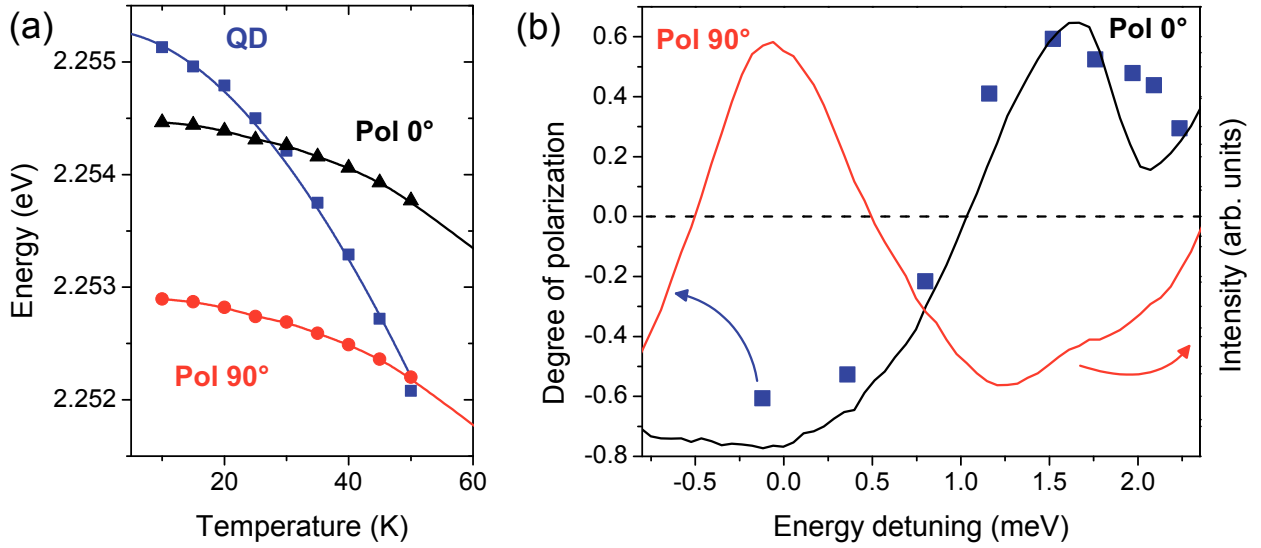 (a)
QD
Pol 0°
Pol 90°
2.255
2.254
2.253
2.252
Energy (eV)
20
40
60
Temperature (K)
(b)
Pol 90°
Pol 0°
0.6
0.4
0.2
0.0
-0.2
-0.4
-0.6
-0.8
Degree of polarization
Intensity (arb. units)
-0.5
0.0
0.5
1.0
1.5
2.0
Energy detuning (meV)